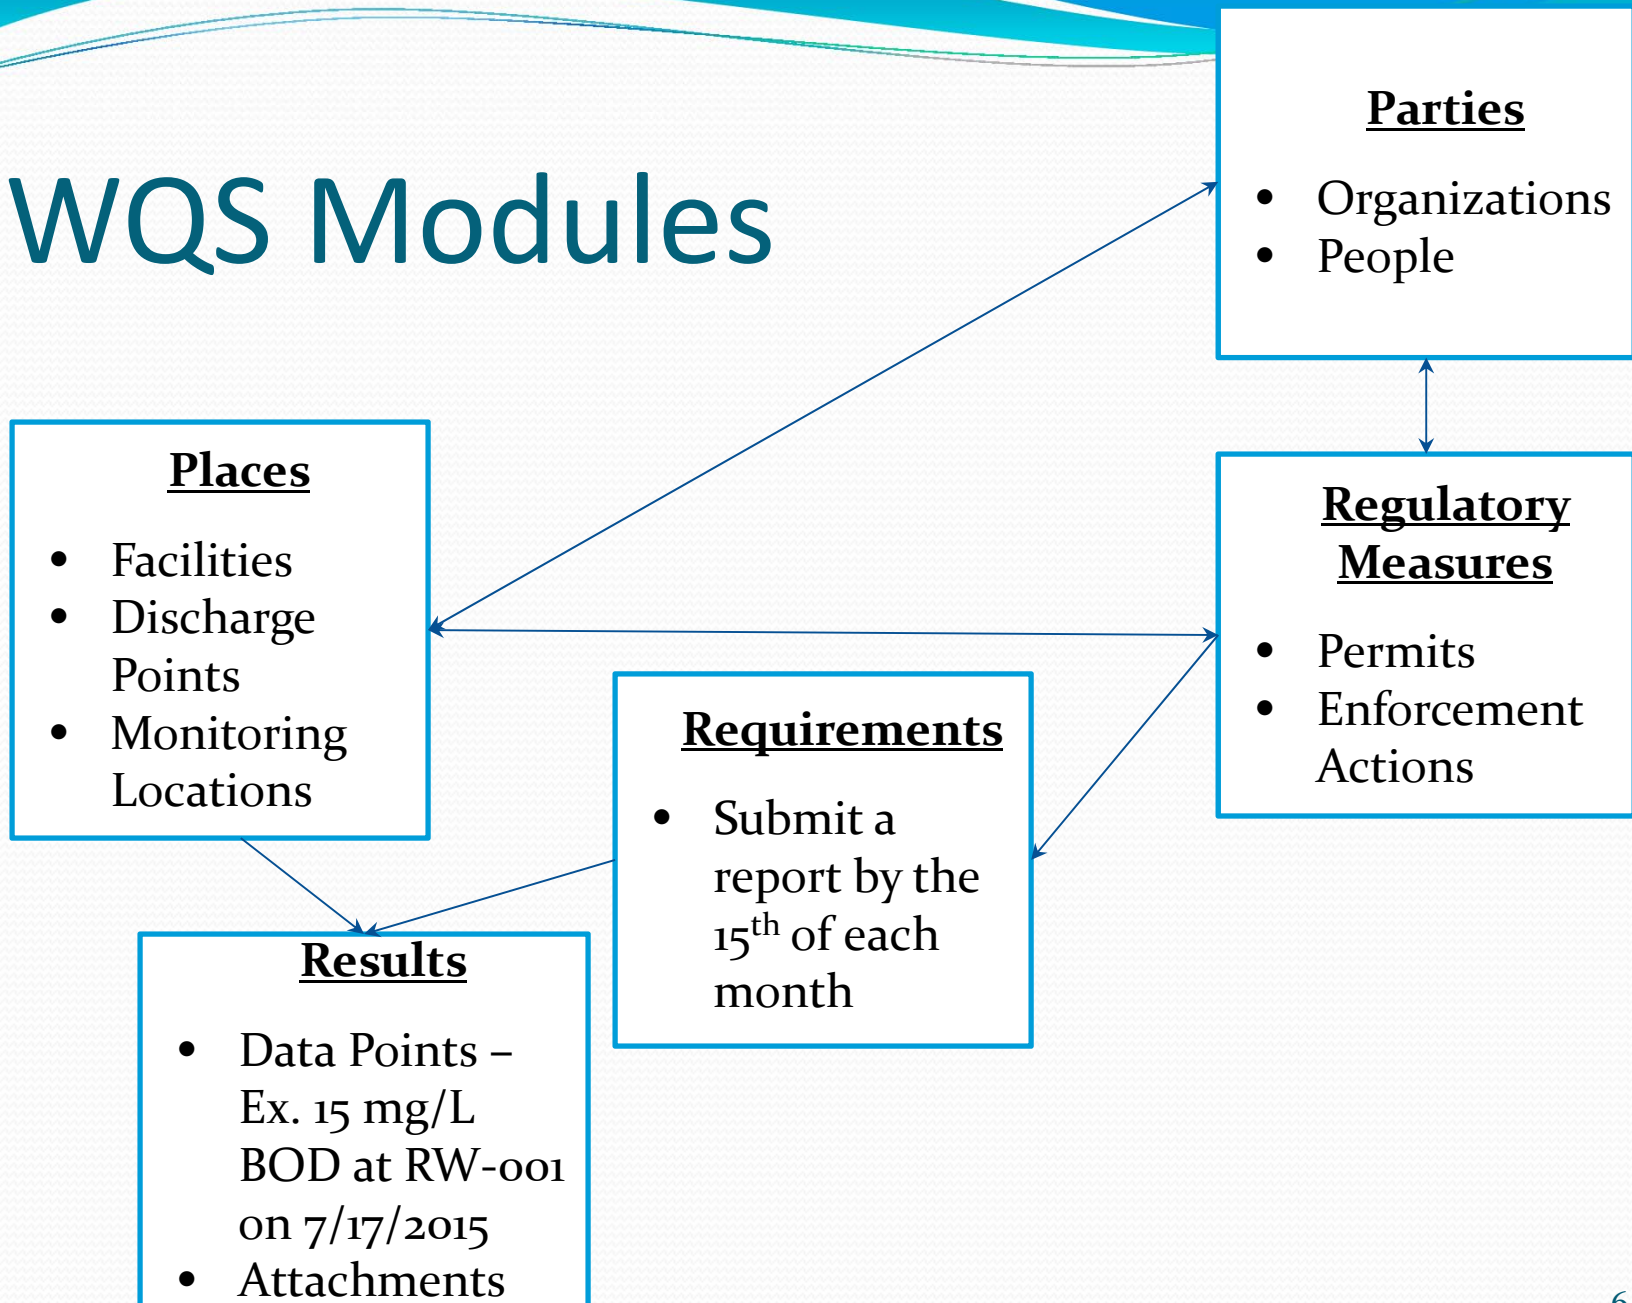 WQS Modules
Parties
• Organizations
• People
Places
• Facilities
• Discharge
Points
• Monitoring
Locations
Regulatory
Measures
• Permits
• Enforcement
Actions
Requirements
• Submit a
report by the
15th of each
month
Results
• Data Points –
Ex. 15 mg/L
BOD at RW-001
on 7/17/2015
• Attachments
6